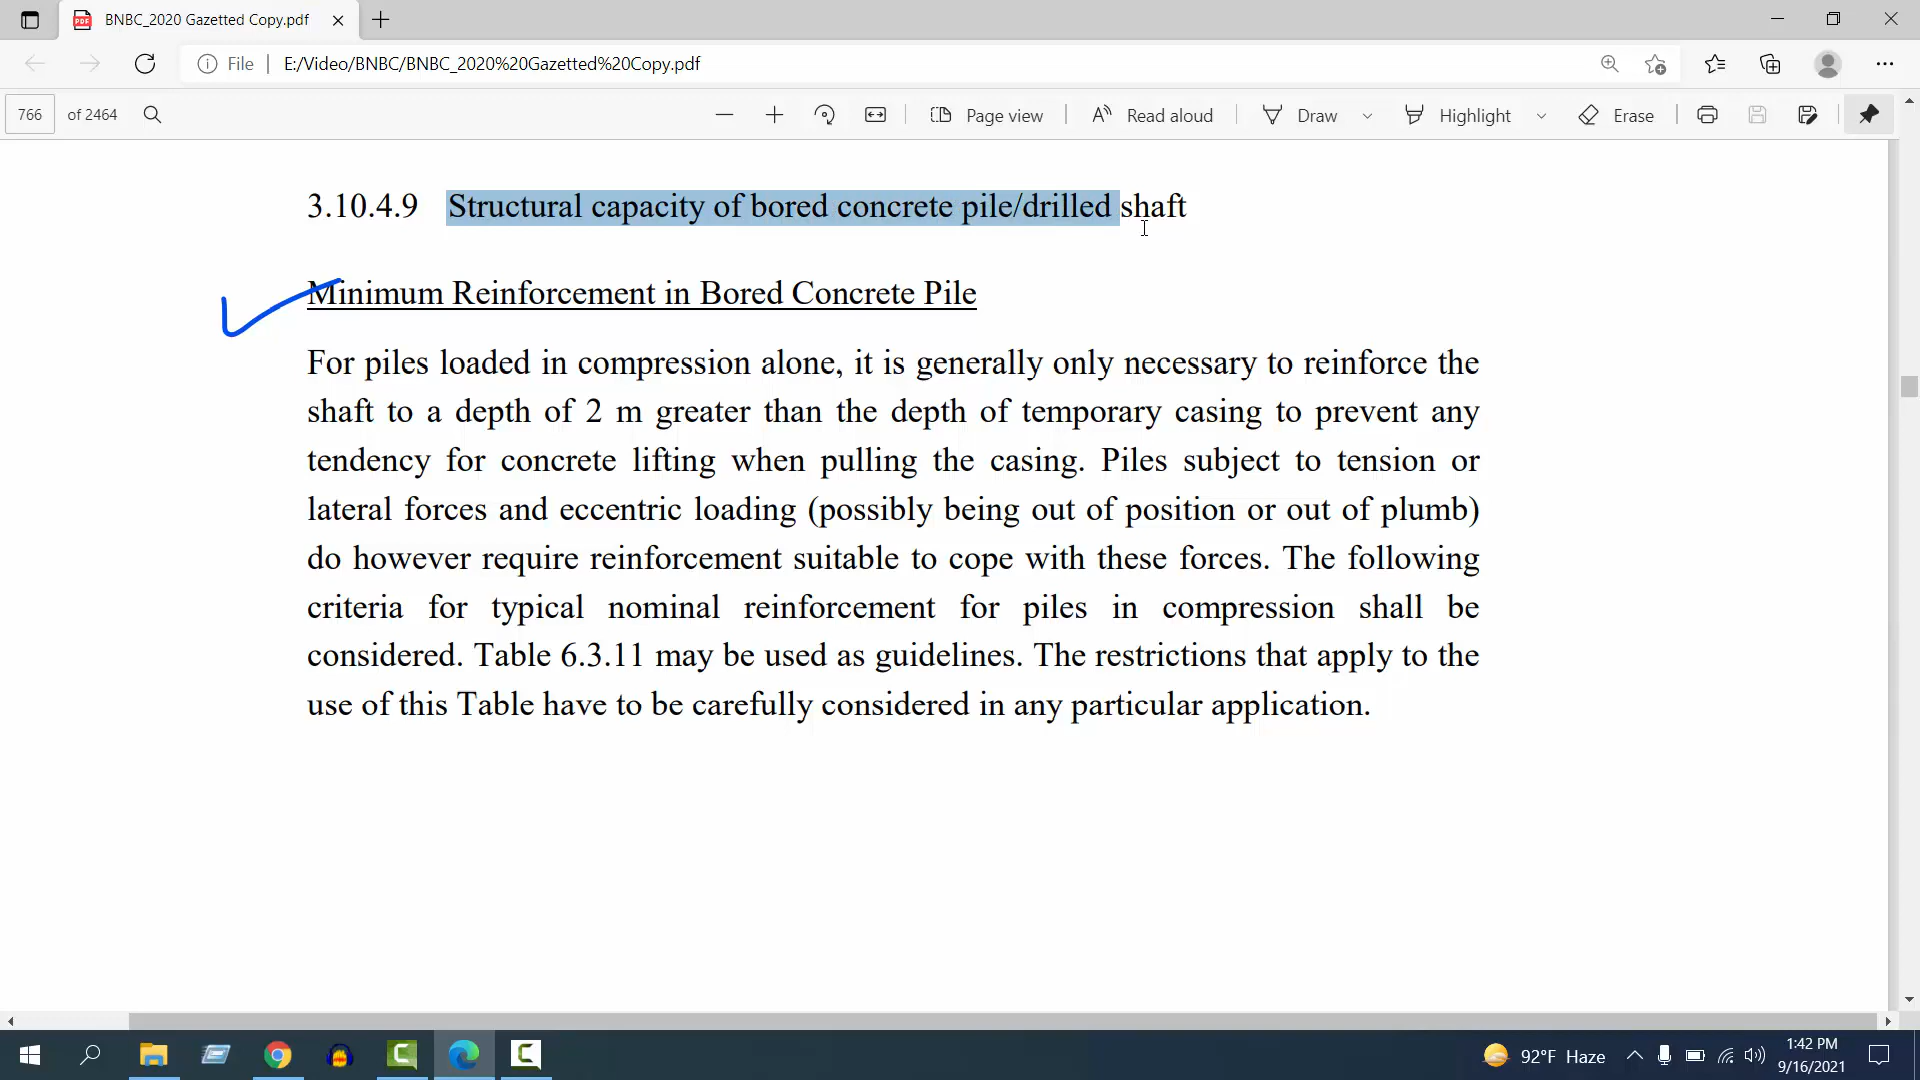 BNBC_2020 Gazetted Copy.pdf
File
E:/Video/BNBC/BNBC_2020%20Gazetted%20Copy.pdf
766 of 2464
Page view
Read aloud
Draw
Highlight
Erase
3.10.4.9 Structural capacity of bored concrete pile/drilled shaft
Minimum Reinforcement in Bored Concrete Pile
For piles loaded in compression alone, it is generally only necessary to reinforce the
shaft to a depth of 2 m greater than the depth of temporary casing to prevent any
tendency for concrete lifting when pulling the casing. Piles subject to tension or
lateral forces and eccentric loading (possibly being out of position or out of plumb)
do however require reinforcement suitable to cope with these forces. The following
criteria for typical nominal reinforcement for piles in compression shall be
considered. Table 6.3.11 may be used as guidelines. The restrictions that apply to the
use of this Table have to be carefully considered in any particular application.
92°F Haze
1:42 PM
9/16/2021